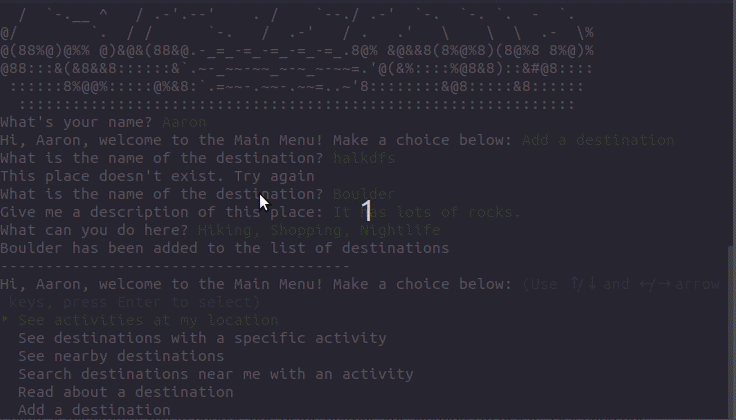 What's your name? Aaron
Hi, Aaron, welcome to the Main Menu! Make a choice below: Add a destination
What is the name of the destination? halkdfs
This place doesn't exist. Try again
What is the name of the destination? Boulder
Give me a description of this place: It has lots of rocks.
What can you do here? Hiking, Shopping, Nightlife
Boulder has been added to the list of destinations
---------------------------------------
Hi, Aaron, welcome to the Main Menu! Make a choice below: (Use ↑/↓ and ←/→ arrow
keys, press Enter to select)
* See activities at my location
See destinations with a specific activity
See nearby destinations
Search destinations near me with an activity
Read about a destination
Add a destination
1